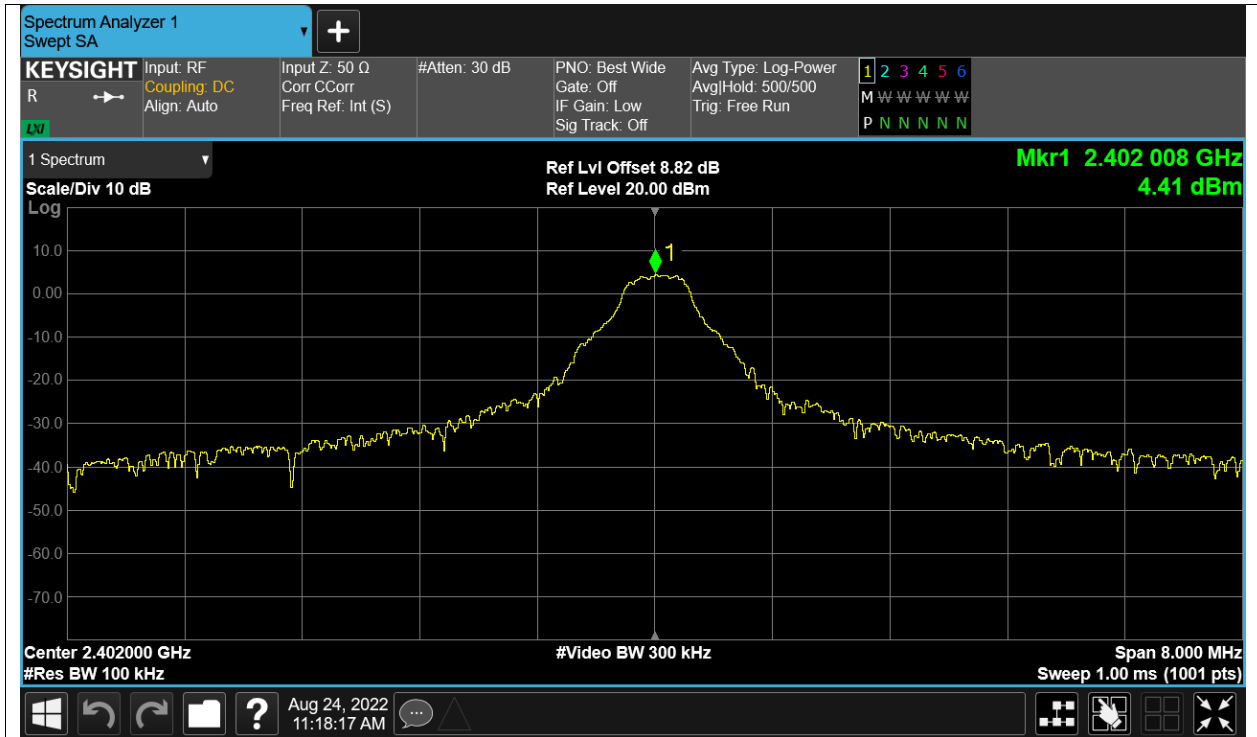 Spectrum Analyzer 1
Swept SA
+
KEYSIGHT
R
LXI
Input: RF
Coupling: DC
Align: Auto
Input Z: 50 Ω
Corr CCorr
Freq Ref: Int (S)
#Atten: 30 dB
PNO: Best Wide
Gate: Off
IF Gain: Low
Sig Track: Off
Avg Type: Log-Power
Avg|Hold: 500/500
Trig: Free Run
1 2 3 4 5 6
M W W W W W
P N N N N N N
1 Spectrum
Scale/Div 10 dB
Log
Ref Lvl Offset 8.82 dB
Ref Level 20.00 dBm
Mkr1 2.402 008 GHz
4.41 dBm
1
10.0
0.00
-10.0
-20.0
-30.0
-40.0
-50.0
-60.0
-70.0
Center 2.402000 GHz
#Res BW 100 kHz
#Video BW 300 kHz
Span 8.000 MHz
Sweep 1.00 ms (1001 pts)
?
Aug 24, 2022
11:18:17 AM